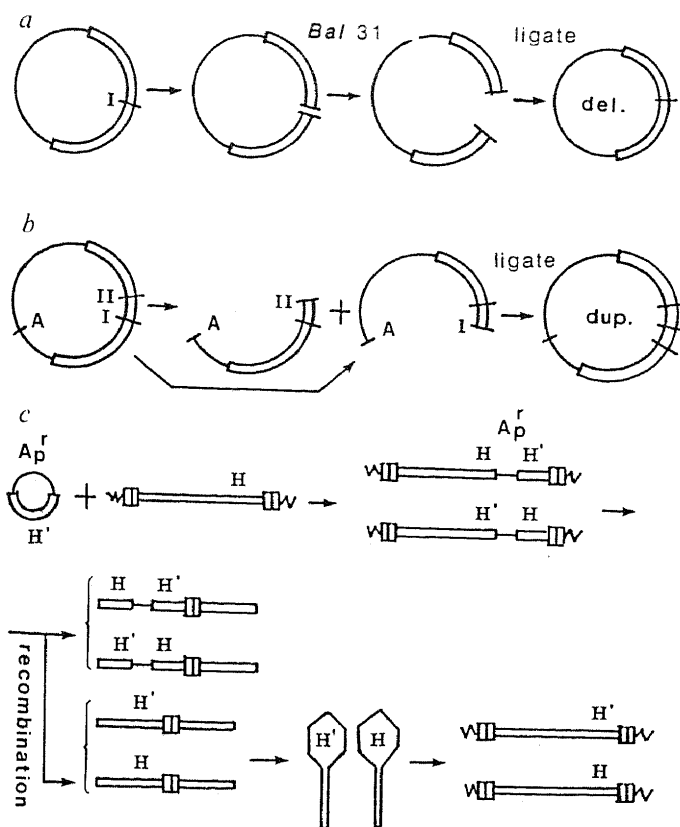 a
Bal 31
ligate
I
del.
b
ligate
II
I
A
A
II
+
A
I
dup.
c
Ap^r
Ap^r
H'
+
H
H
H'
H'
H
H
H'
H'
H
recombination
H'
H
H'
H
H'
H